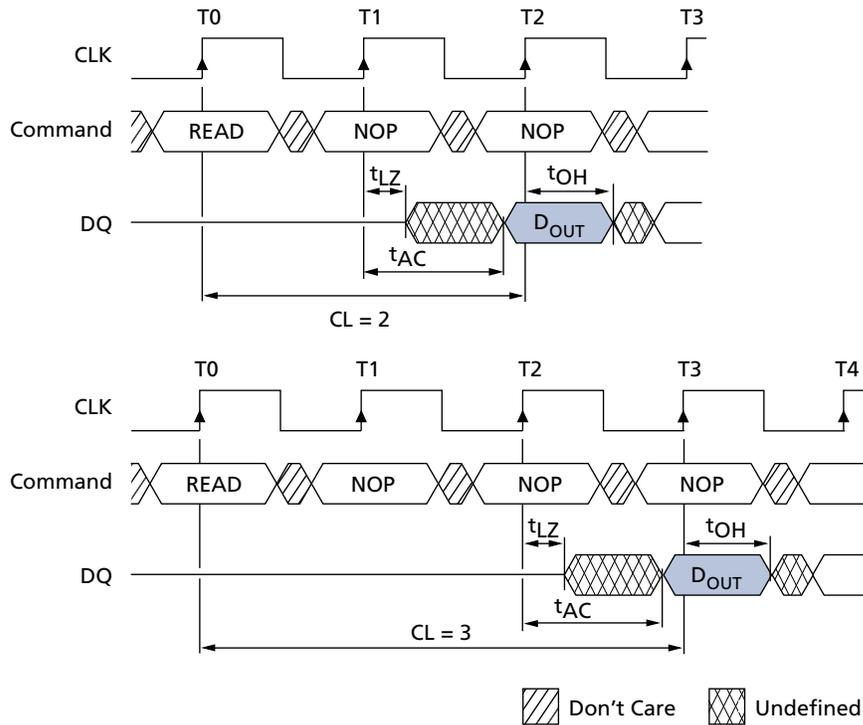 T0 T1 T2 T3
CLK
Command READ NOP NOP
tLZ tOH
DQ DOUT
tAC
CL = 2
T0 T1 T2 T3 T4
CLK
Command READ NOP NOP NOP
tLZ tOH
DQ DOUT
tAC
CL = 3
Don't Care Undefined